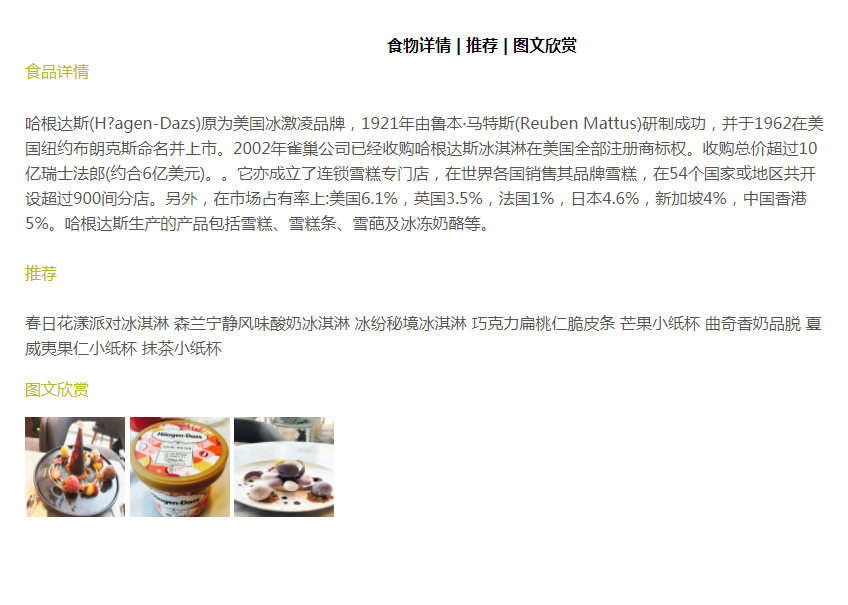 食物详情 | 推荐 | 图文欣赏
食品详情
哈根达斯(H?agen-Dazs)原为美国冰激凌品牌，1921年由鲁本·马特斯(Reuben Mattus)研制成功，并于1962在美
国纽约布朗克斯命名并上市。2002年雀巢公司已经收购哈根达斯冰淇淋在美国全部注册商标权。收购总价超过10
亿瑞士法郎(约合6亿美元)。。它亦成立了连锁雪糕专门店，在世界各国销售其品牌雪糕，在54个国家或地区共开
设超过900间分店。另外，在市场占有率上:美国6.1%，英国3.5%，法国1%，日本4.6%，新加坡4%，中国香港
5%。哈根达斯生产的产品包括雪糕、雪糕条、雪葩及冰冻奶酪等。
推荐
春日花漾派对冰淇淋 森兰宁静风味酸奶冰淇淋 冰纷秘境冰淇淋 巧克力扁桃仁脆皮条 芒果小纸杯 曲奇香奶品脱 夏
威夷果仁小纸杯 抹茶小纸杯
图文欣赏
Häagen-Dazs